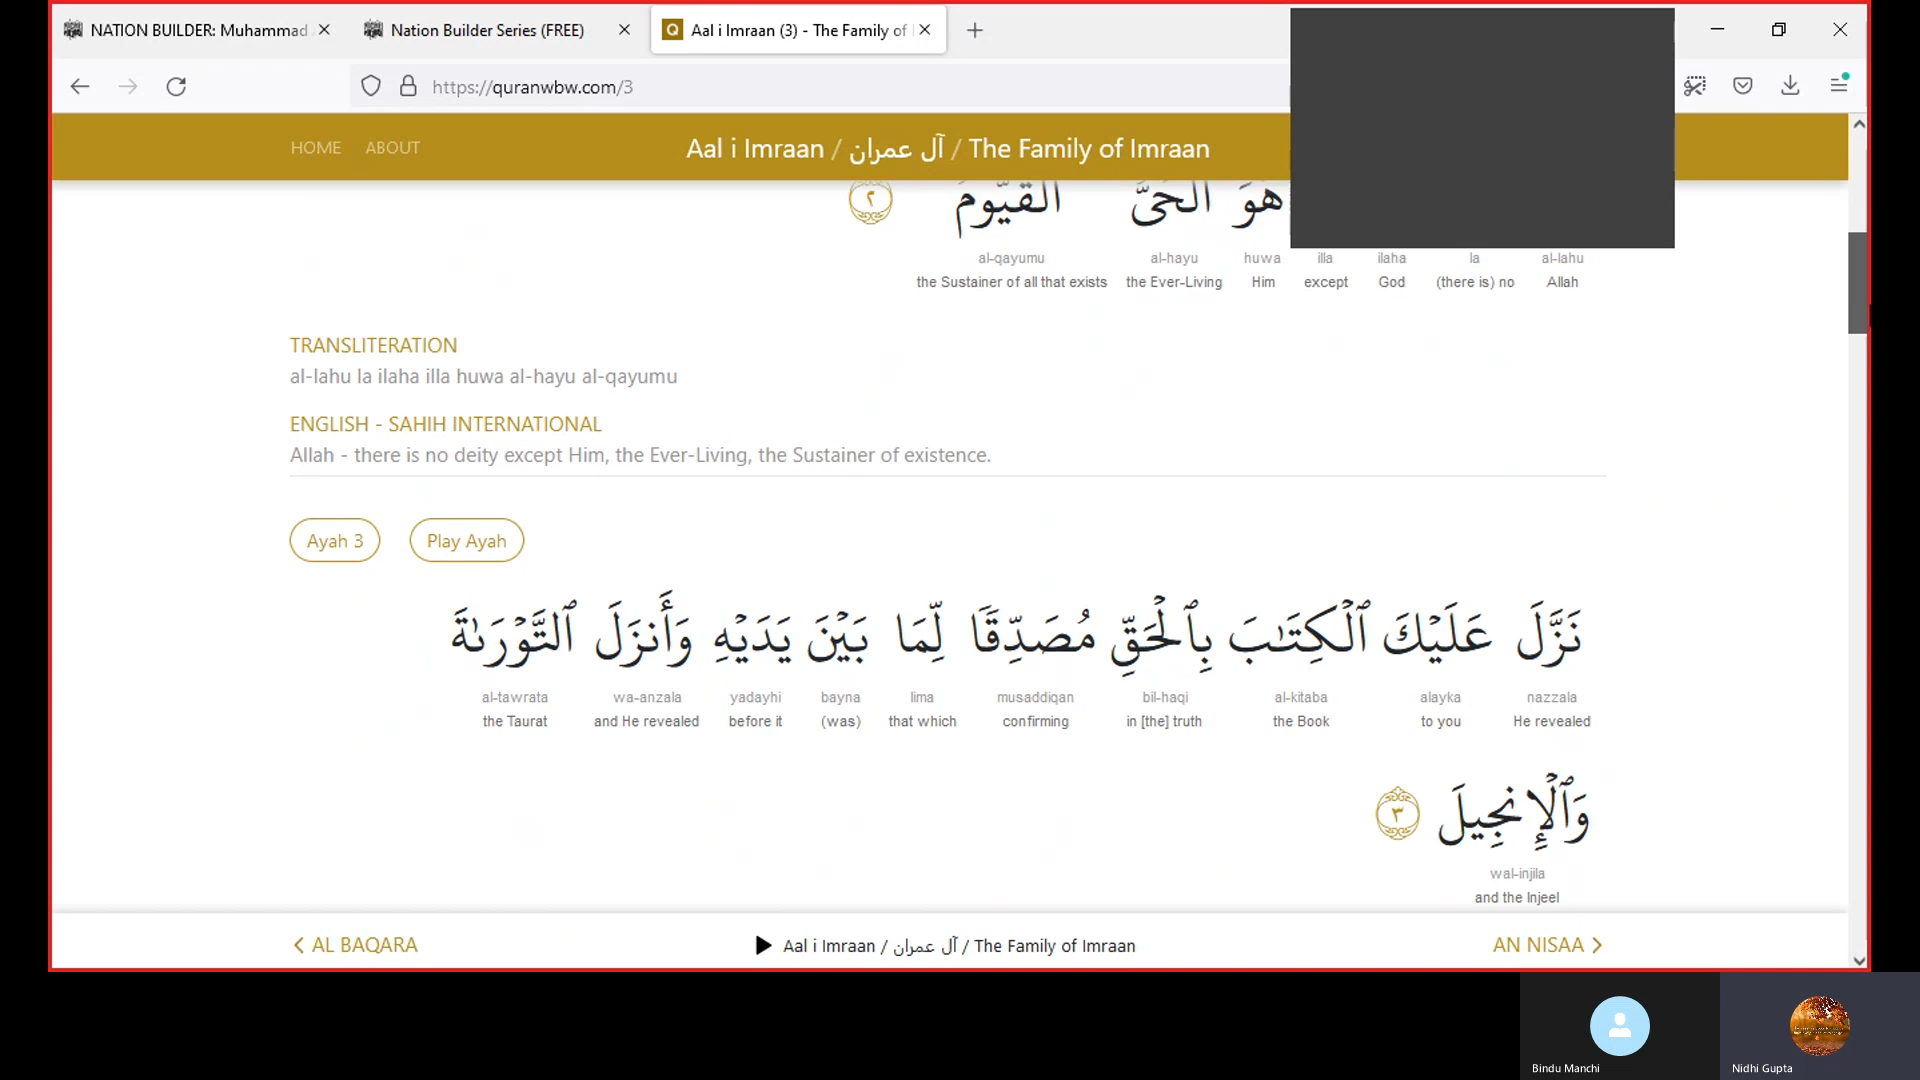 NATION BUILDER: Muhammad
Nation Builder Series (FREE)
Aal i Imraan (3) - The Family of
https://quranwbw.com/3
HOME ABOUT
Aal i Imraan / آل عمران / The Family of Imraan
هُوَ ٱلْحَىُّ ٱلْقَيُّومُ ٢
al-lahu la ilaha illa huwa al-hayu al-qayumu
Allah (there is) no God except Him the Ever-Living the Sustainer of all that exists
TRANSLITERATION
al-lahu la ilaha illa huwa al-hayu al-qayumu
ENGLISH - SAHIH INTERNATIONAL
Allah - there is no deity except Him, the Ever-Living, the Sustainer of existence.
Ayah 3 Play Ayah
نَزَّلَ عَلَيْكَ ٱلْكِتَـٰبَ بِٱلْحَقِّ مُصَدِّقًا لِّمَا بَيْنَ يَدَيْهِ وَأَنزَلَ ٱلتَّوْرَىٰةَ
nazzala alayka al-kitaba bil-haqi musaddiqan lima bayna yadayhi wa-anzala al-tawrata
He revealed to you the Book in [the] truth confirming that which (was) before it and He revealed the Taurat
وَٱلْإِنجِيلَ ٣
wal-injila
and the Injeel
AL BAQARA
Aal i Imraan / آل عمران / The Family of Imraan
AN NISAA
Bindu Manchi
Nidhi Gupta